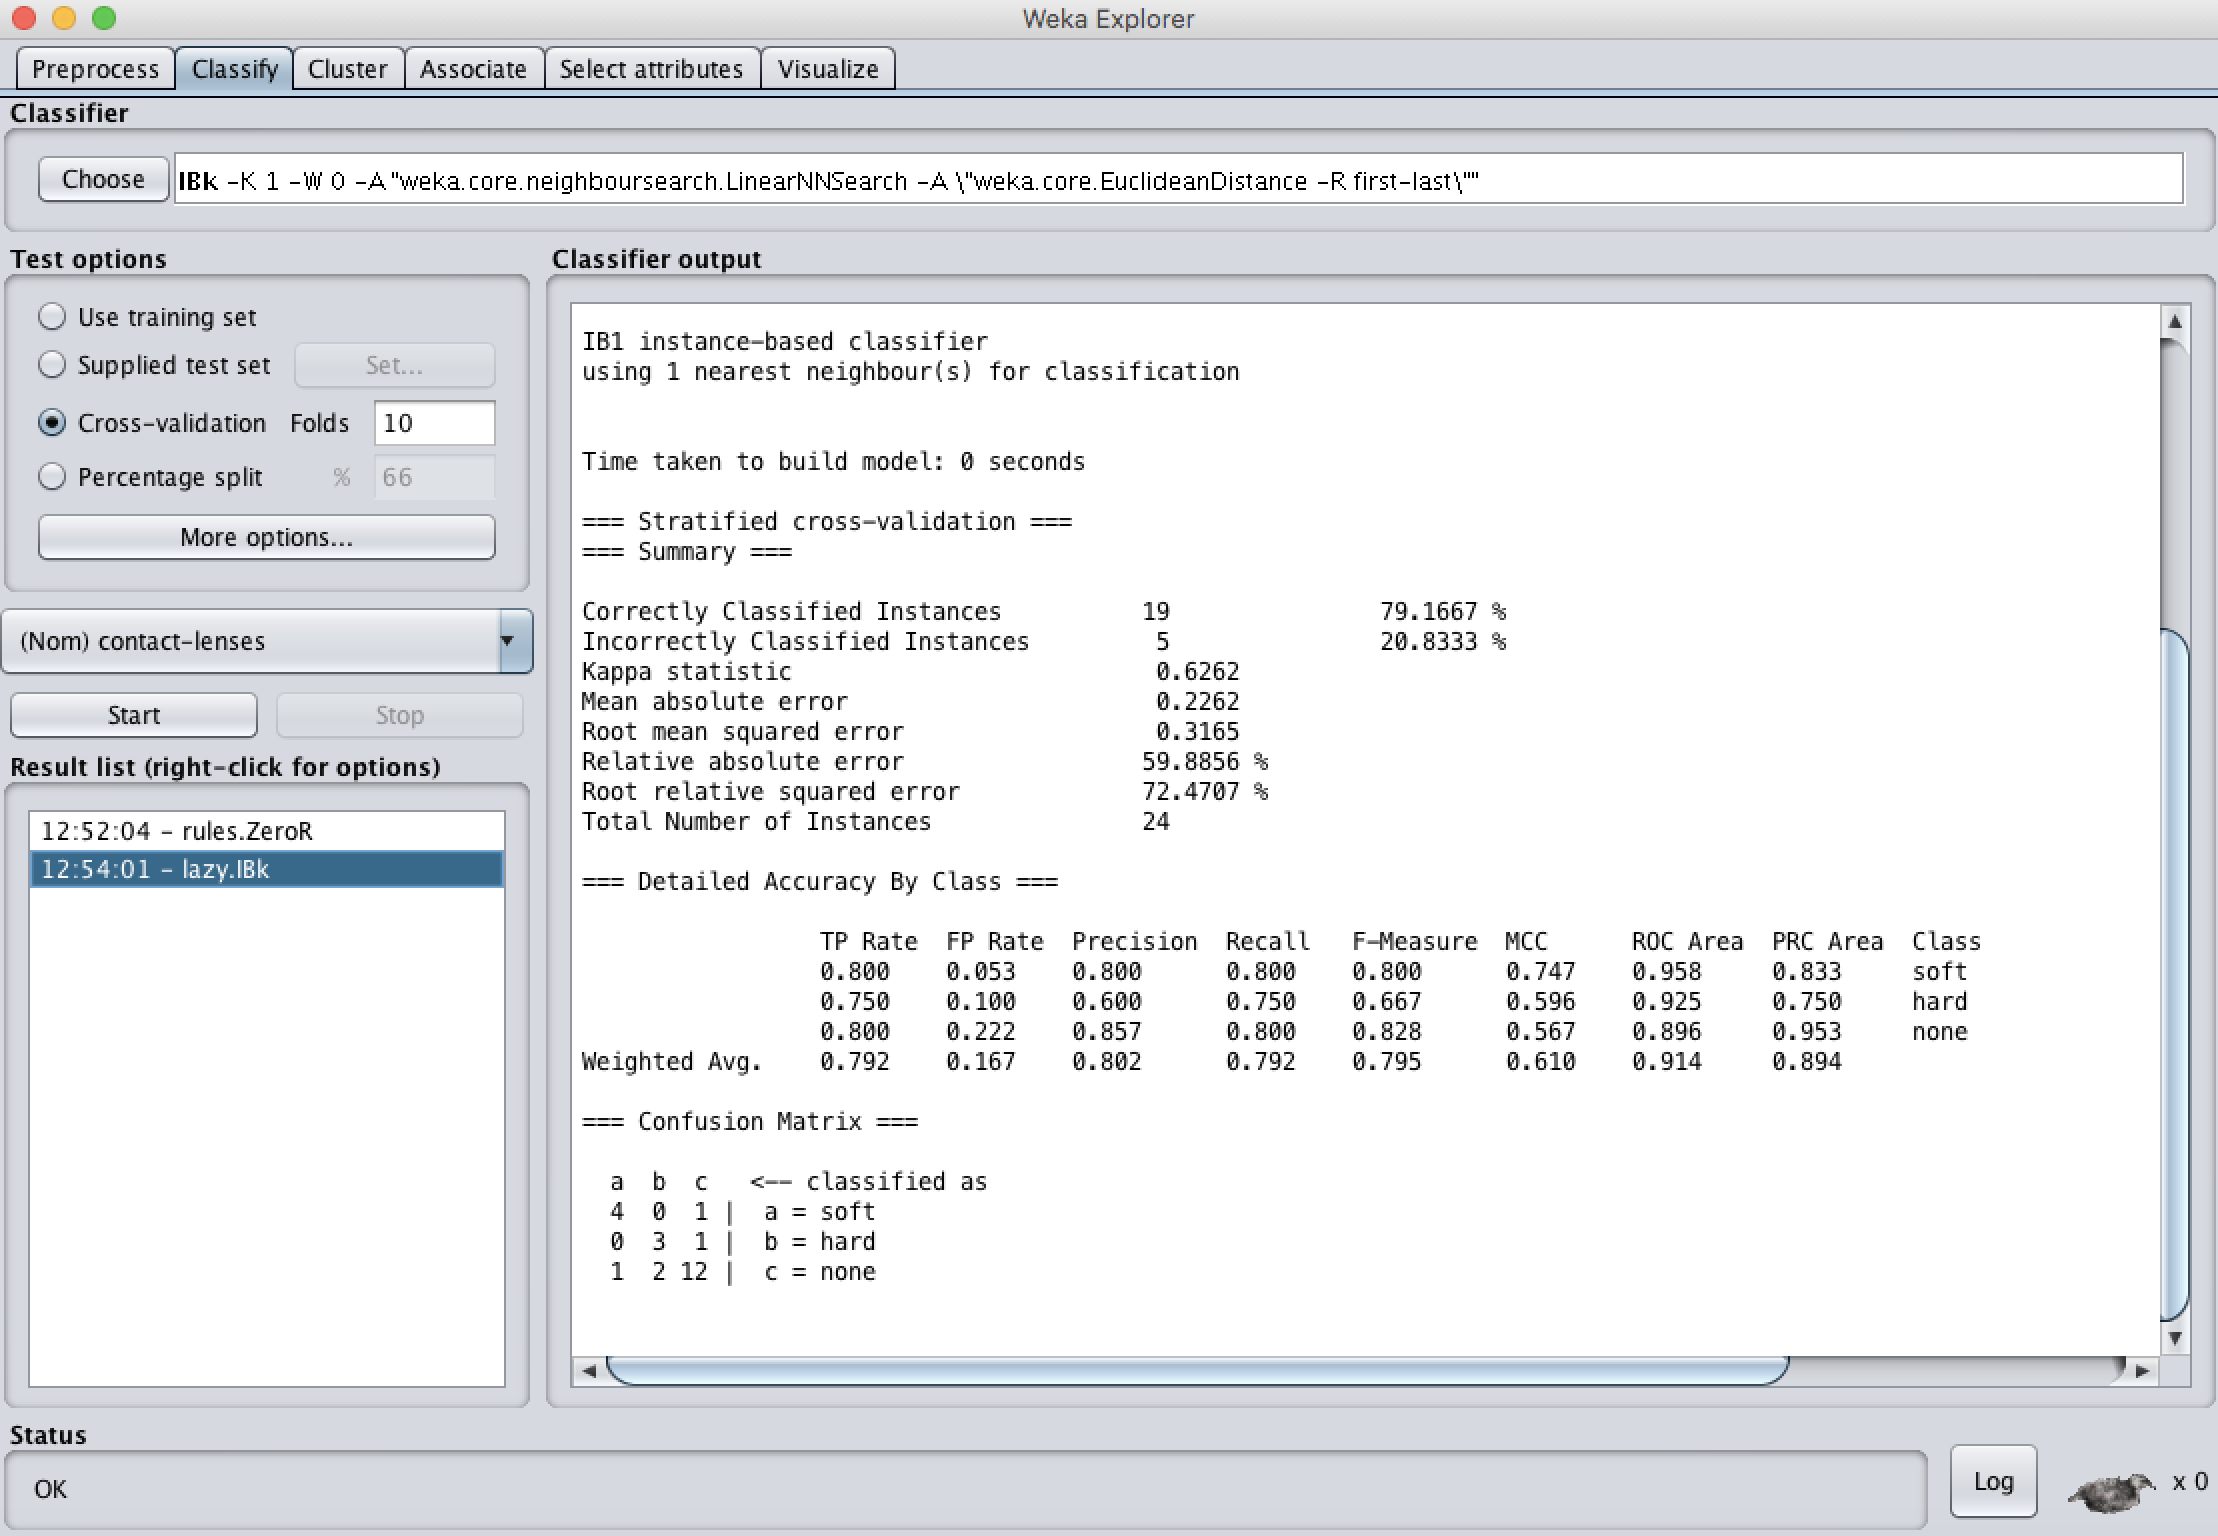 Weka Explorer
Preprocess Classify Cluster Associate Select attributes Visualize
Classifier
Choose IBk -K 1 -W 0 -A "weka.core.neighboursearch.LinearNNSearch -A \"weka.core.EuclideanDistance -R first-last\""
Test options
Use training set
Supplied test set Set...
Cross-validation Folds 10
Percentage split % 66
More options...
(Nom) contact-lenses
Start Stop
Result list (right-click for options)
12:52:04 - rules.ZeroR
12:54:01 - lazy.IBk
Classifier output
IB1 instance-based classifier
using 1 nearest neighbour(s) for classification
Time taken to build model: 0 seconds
=== Stratified cross-validation ===
=== Summary ===
Correctly Classified Instances 19 79.1667 %
Incorrectly Classified Instances 5 20.8333 %
Kappa statistic 0.6262
Mean absolute error 0.2262
Root mean squared error 0.3165
Relative absolute error 59.8856 %
Root relative squared error 72.4707 %
Total Number of Instances 24
=== Detailed Accuracy By Class ===
TP Rate FP Rate Precision Recall F-Measure MCC ROC Area PRC Area Class
0.800 0.053 0.800 0.800 0.800 0.747 0.958 0.833 soft
0.750 0.100 0.600 0.750 0.667 0.596 0.925 0.750 hard
0.800 0.222 0.857 0.800 0.828 0.567 0.896 0.953 none
Weighted Avg. 0.792 0.167 0.802 0.792 0.795 0.610 0.914 0.894
=== Confusion Matrix ===
a b c <-- classified as
4 0 1 | a = soft
0 3 1 | b = hard
1 2 12 | c = none
Status
OK
Log x 0